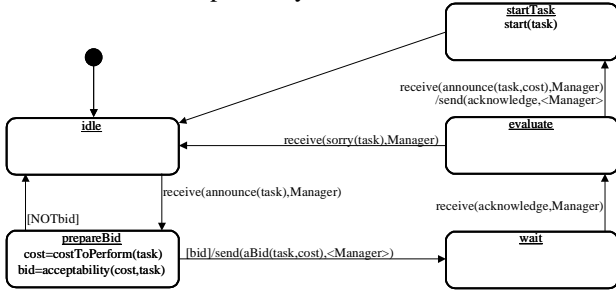 startTask
start(task)
receive(announce(task,cost),Manager)
/send(acknowledge,<Manager>
idle
receive(sorry(task),Manager)
evaluate
receive(announce(task),Manager)
receive(acknowledge,Manager)
[NOTbid]
prepareBid
cost=costToPerform(task)
bid=acceptability(cost,task)
[bid]/send(aBid(task,cost),<Manager>)
wait